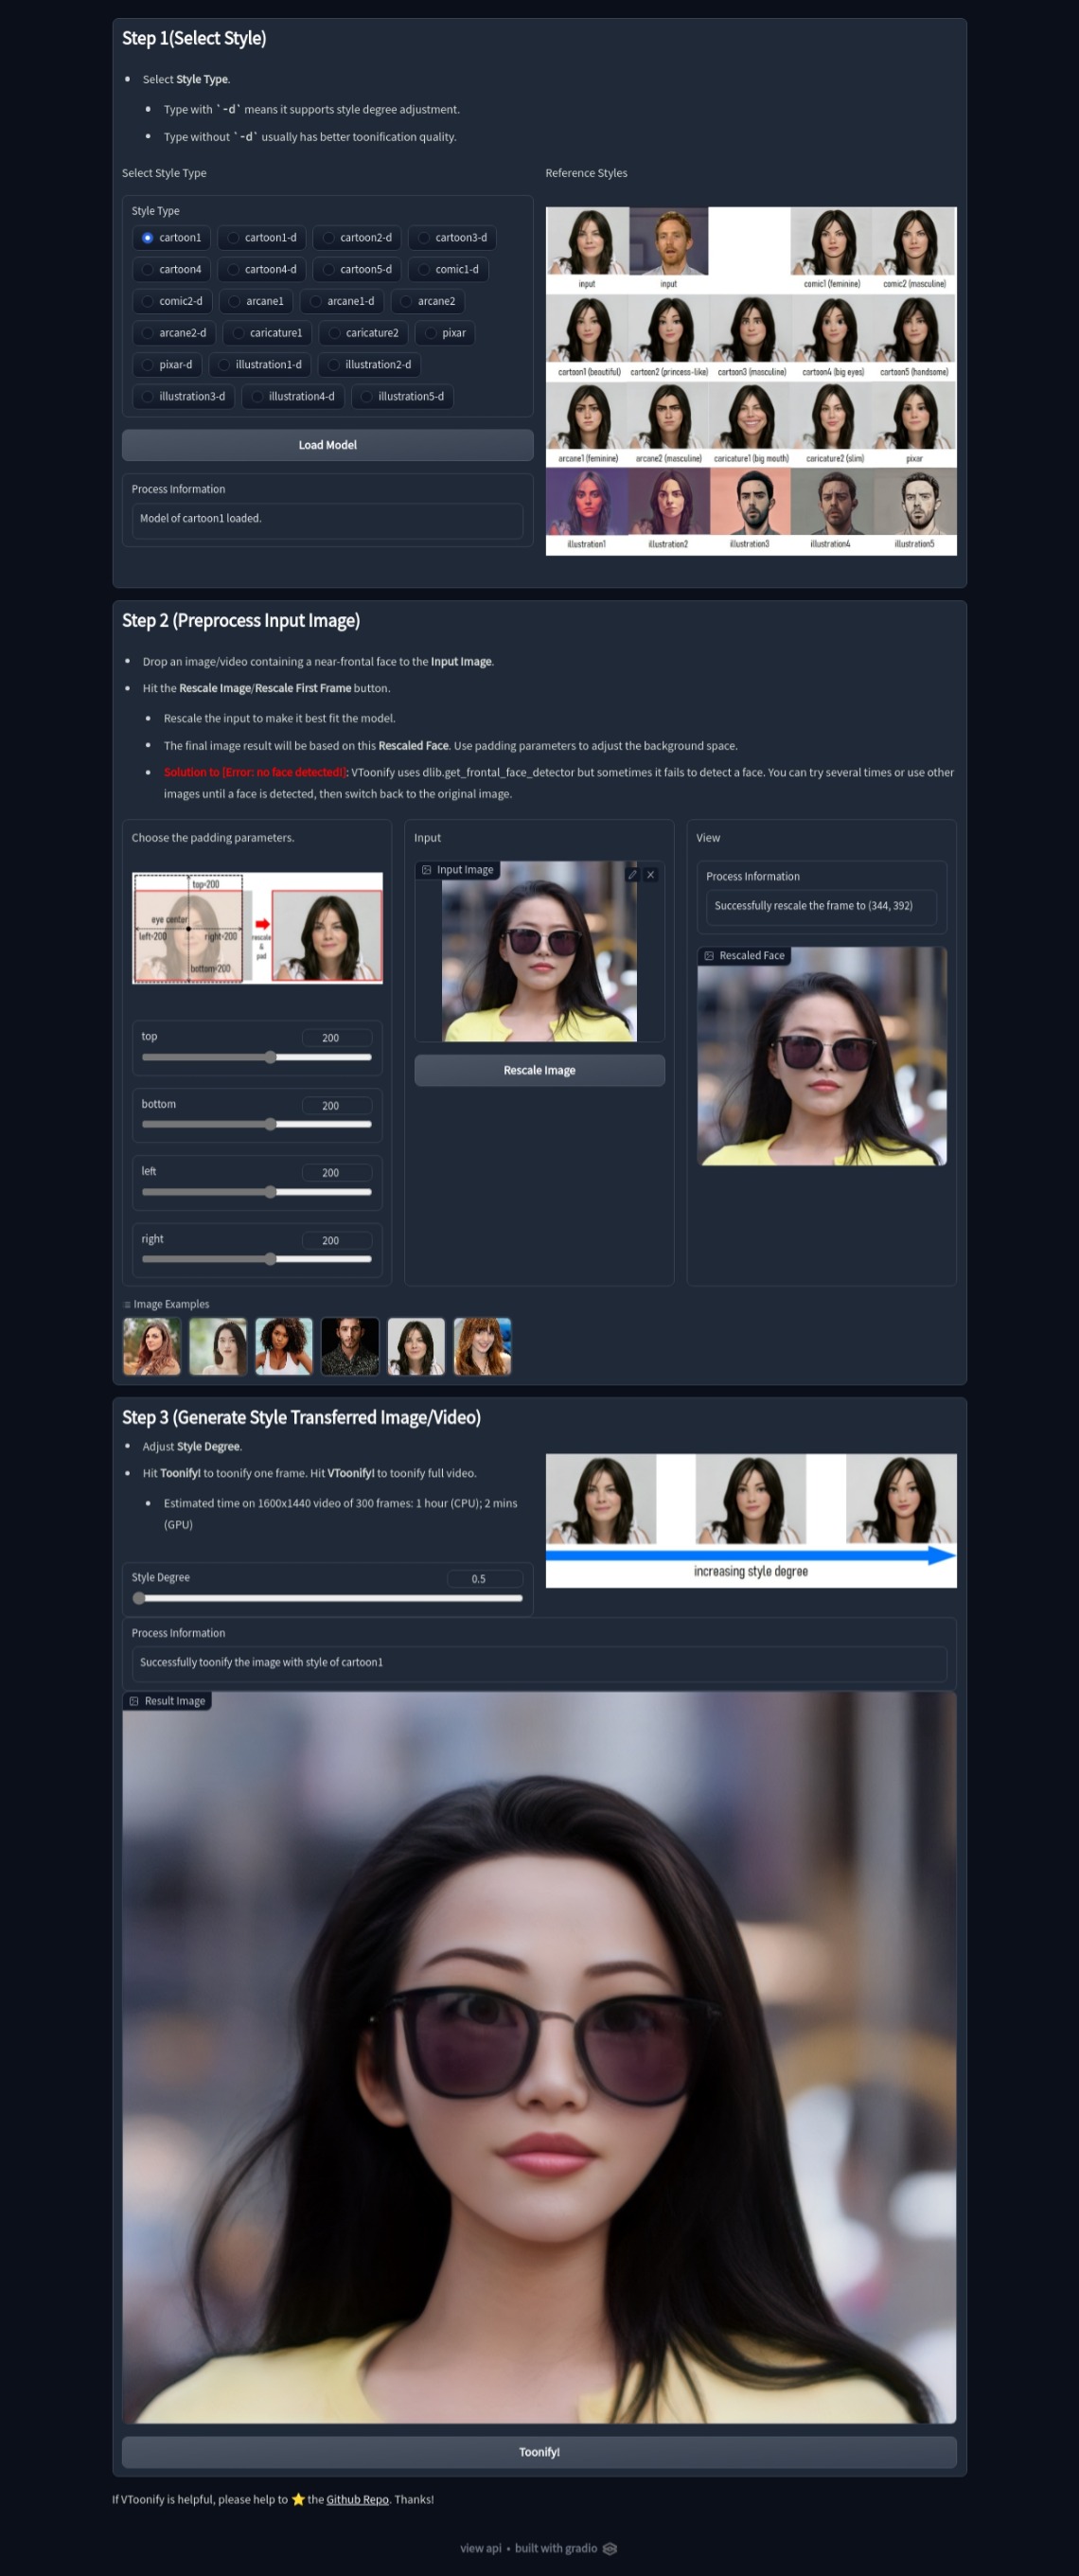 Step 1(Select Style)
Select Style Type.
Type with `-d` means it supports style degree adjustment.
Type without `-d` usually has better toonification quality.
Select Style Type
Style Type
cartoon1 cartoon1-d cartoon2-d cartoon3-d
cartoon4 cartoon4-d cartoon5-d comic1-d
comic2-d arcane1 arcane1-d arcane2
arcane2-d caricature1 caricature2 pixar
pixar-d illustration1-d illustration2-d
illustration3-d illustration4-d illustration5-d
Load Model
Process Information
Model of cartoon1 loaded.
Reference Styles
input input comic1 (feminine) comic2 (masculine)
cartoon1 (beautiful) cartoon2 (princess-like) cartoon3 (masculine) cartoon4 (big eyes) cartoon5 (handsome)
arcane1 (feminine) arcane2 (masculine) caricature1 (big mouth) caricature2 (slim) pixar
illustration1 illustration2 illustration3 illustration4 illustration5
Step 2 (Preprocess Input Image)
Drop an image/video containing a near-frontal face to the Input Image.
Hit the Rescale Image/Rescale First Frame button.
Rescale the input to make it best fit the model.
The final image result will be based on this Rescaled Face. Use padding parameters to adjust the background space.
Solution to [Error: no face detected!]: VToonify uses dlib.get_frontal_face_detector but sometimes it fails to detect a face. You can try several times or use other
images until a face is detected, then switch back to the original image.
Choose the padding parameters.
top=200
eye center
left=200 right=200
bottom=200
rescale
&
pad
top 200
bottom 200
left 200
right 200
Input
Input Image
Rescale Image
View
Process Information
Successfully rescale the frame to (344, 392)
Rescaled Face
Image Examples
Step 3 (Generate Style Transferred Image/Video)
Adjust Style Degree.
Hit Toonify! to toonify one frame. Hit VToonify! to toonify full video.
Estimated time on 1600x1440 video of 300 frames: 1 hour (CPU); 2 mins
(GPU)
increasing style degree
Style Degree 0.5
Process Information
Successfully toonify the image with style of cartoon1
Result Image
Toonify!
If VToonify is helpful, please help to ⭐ the Github Repo. Thanks!
view api • built with gradio